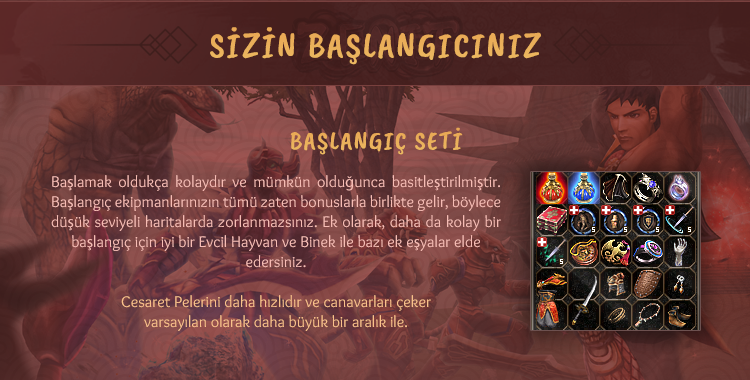 SİZİN BAŞLANGICINIZ
BAŞLANGIÇ SETİ
Başlamak oldukça kolaydır ve mümkün olduğunca basitleştirilmiştir.
Başlangıç ekipmanlarınızın tümü zaten bonuslarla birlikte gelir, böylece
düşük seviyeli haritalarda zorlanmazsınız. Ek olarak, daha da kolay bir
başlangıç için iyi bir Evcil Hayvan ve Binek ile bazı ek eşyalar elde
edersiniz.
Cesaret Pelerini daha hızlıdır ve canavarları çeker
varsayılan olarak daha büyük bir aralık ile.
5 5 5 5
5